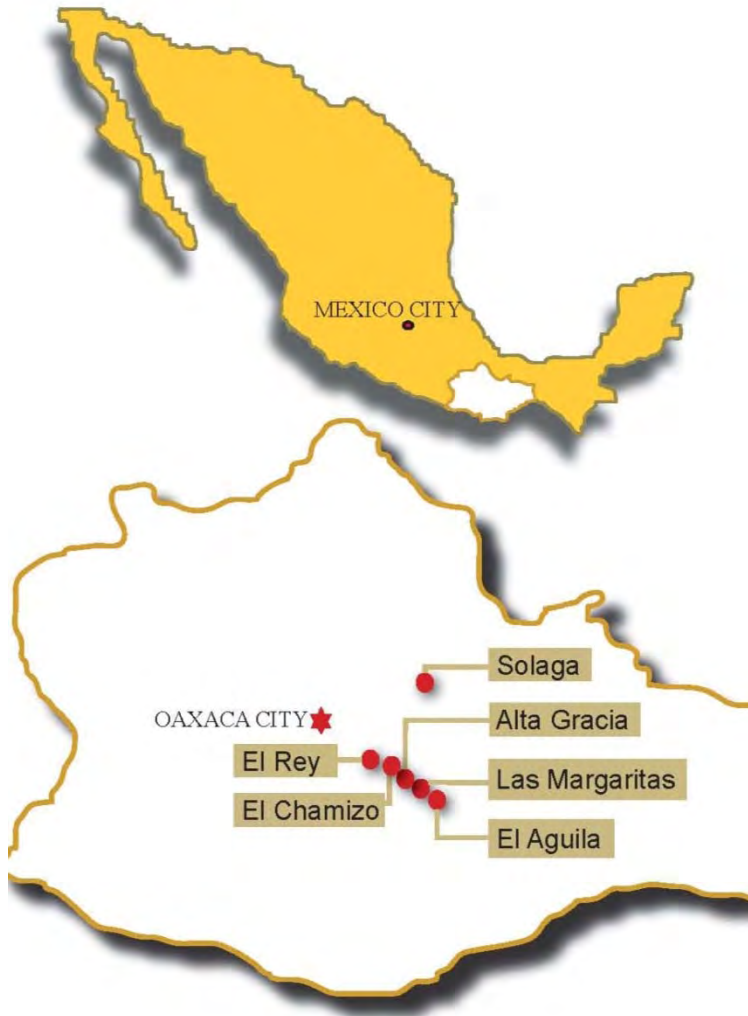 MEXICO CITY
Solaga
OAXACA CITY
Alta Gracia
El Rey
Las Margaritas
El Chamizo
El Aguila